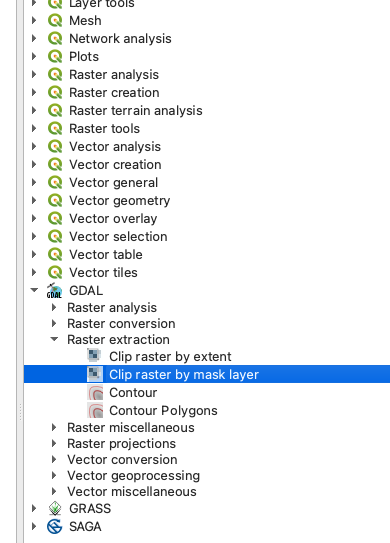 Layer tools
Mesh
Network analysis
Plots
Raster analysis
Raster creation
Raster terrain analysis
Raster tools
Vector analysis
Vector creation
Vector general
Vector geometry
Vector overlay
Vector selection
Vector table
Vector tiles
GDAL
Raster analysis
Raster conversion
Raster extraction
Clip raster by extent
Clip raster by mask layer
Contour
Contour Polygons
Raster miscellaneous
Raster projections
Vector conversion
Vector geoprocessing
Vector miscellaneous
GRASS
SAGA